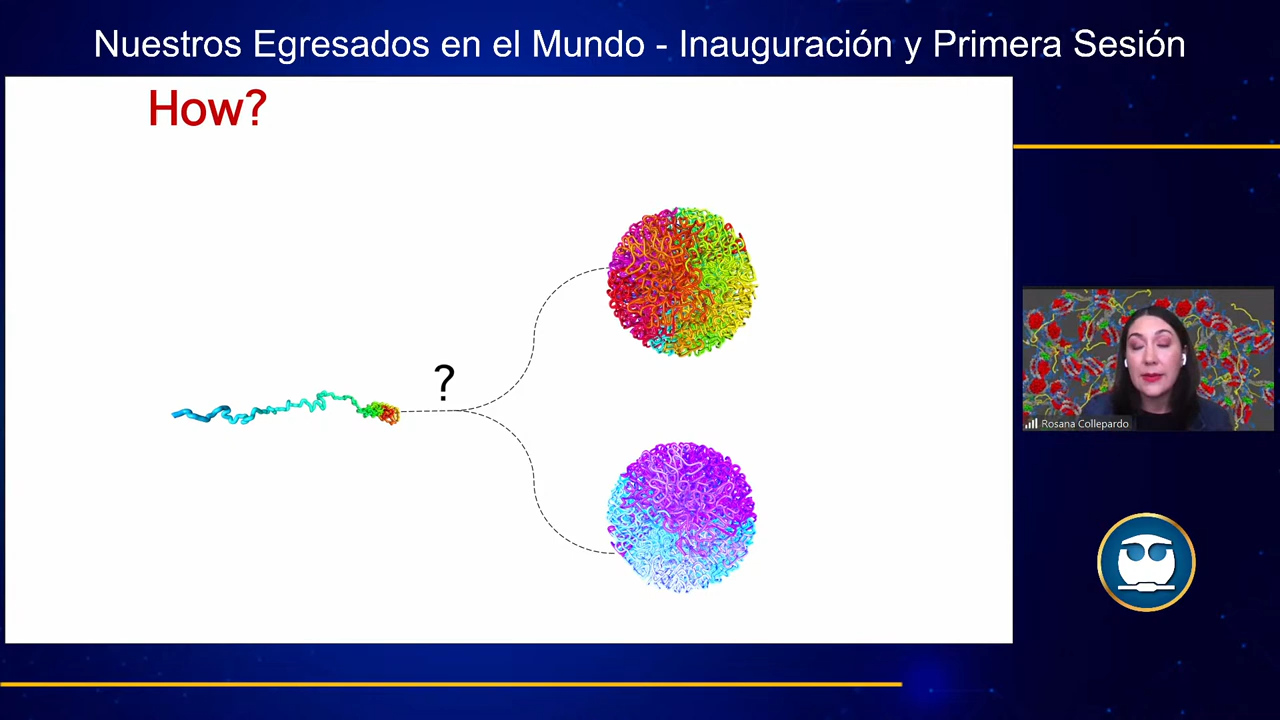 Nuestros Egresados en el Mundo - Inauguración y Primera Sesión
How?
?
Rosana Collepardo